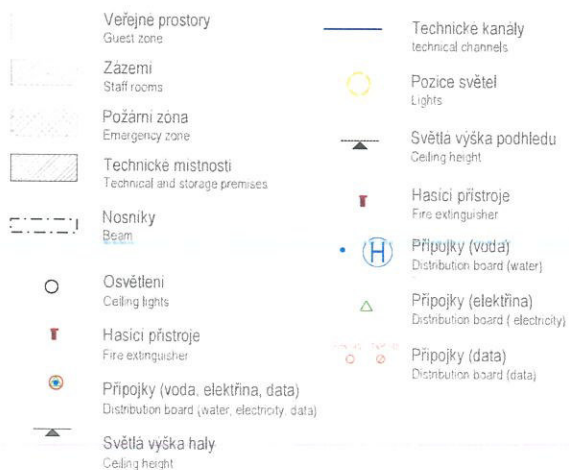 Veřejné prostory
Guest zone
Zázemí
Staff rooms
Požární zóna
Emergency zone
Technické místnosti
Technical and storage premises
Nosníky
Beam
Osvětlení
Ceiling lights
Hasící přístroje
Fire extinguisher
Přípojky (voda, elektřina, data)
Distribution board (water, electricity, data)
Světlá výška haly
Ceiling height
Technické kanály
technical channels
Pozice světel
Lights
Světlá výška podhledu
Ceiling height
Hasící přístroje
Fire extinguisher
H
Přípojky (voda)
Distribution board (water)
Přípojky (elektřina)
Distribution board ( electricity)
Přípojky (data)
Distribution board (data)